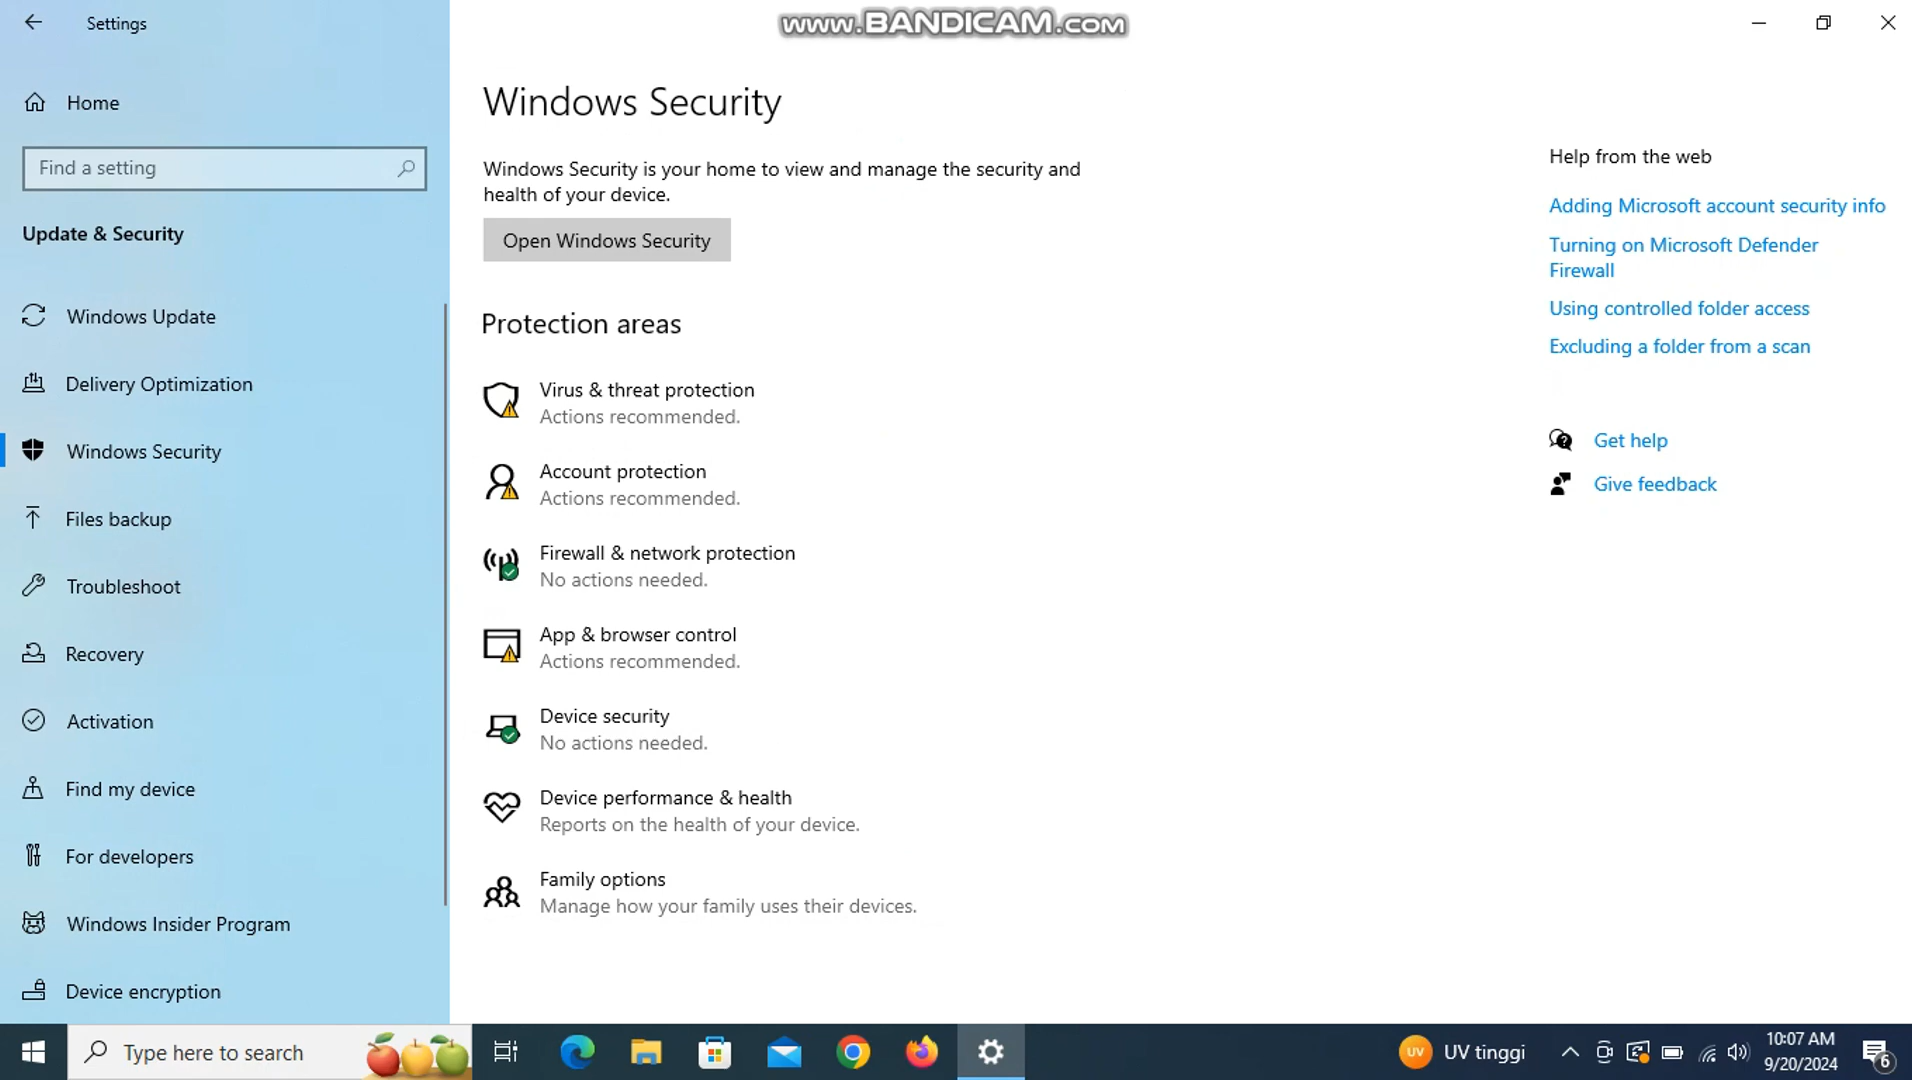 Settings
www.BANDICAM.com
Home
Find a setting
Update & Security
Windows Update
Delivery Optimization
Windows Security
Files backup
Troubleshoot
Recovery
Activation
Find my device
For developers
Windows Insider Program
Device encryption
Windows Security
Windows Security is your home to view and manage the security and
health of your device.
Open Windows Security
Protection areas
Virus & threat protection
Actions recommended.
Account protection
Actions recommended.
Firewall & network protection
No actions needed.
App & browser control
Actions recommended.
Device security
No actions needed.
Device performance & health
Reports on the health of your device.
Family options
Manage how your family uses their devices.
Help from the web
Adding Microsoft account security info
Turning on Microsoft Defender
Firewall
Using controlled folder access
Excluding a folder from a scan
Get help
Give feedback
Type here to search
UV
UV tinggi
10:07 AM
9/20/2024
6